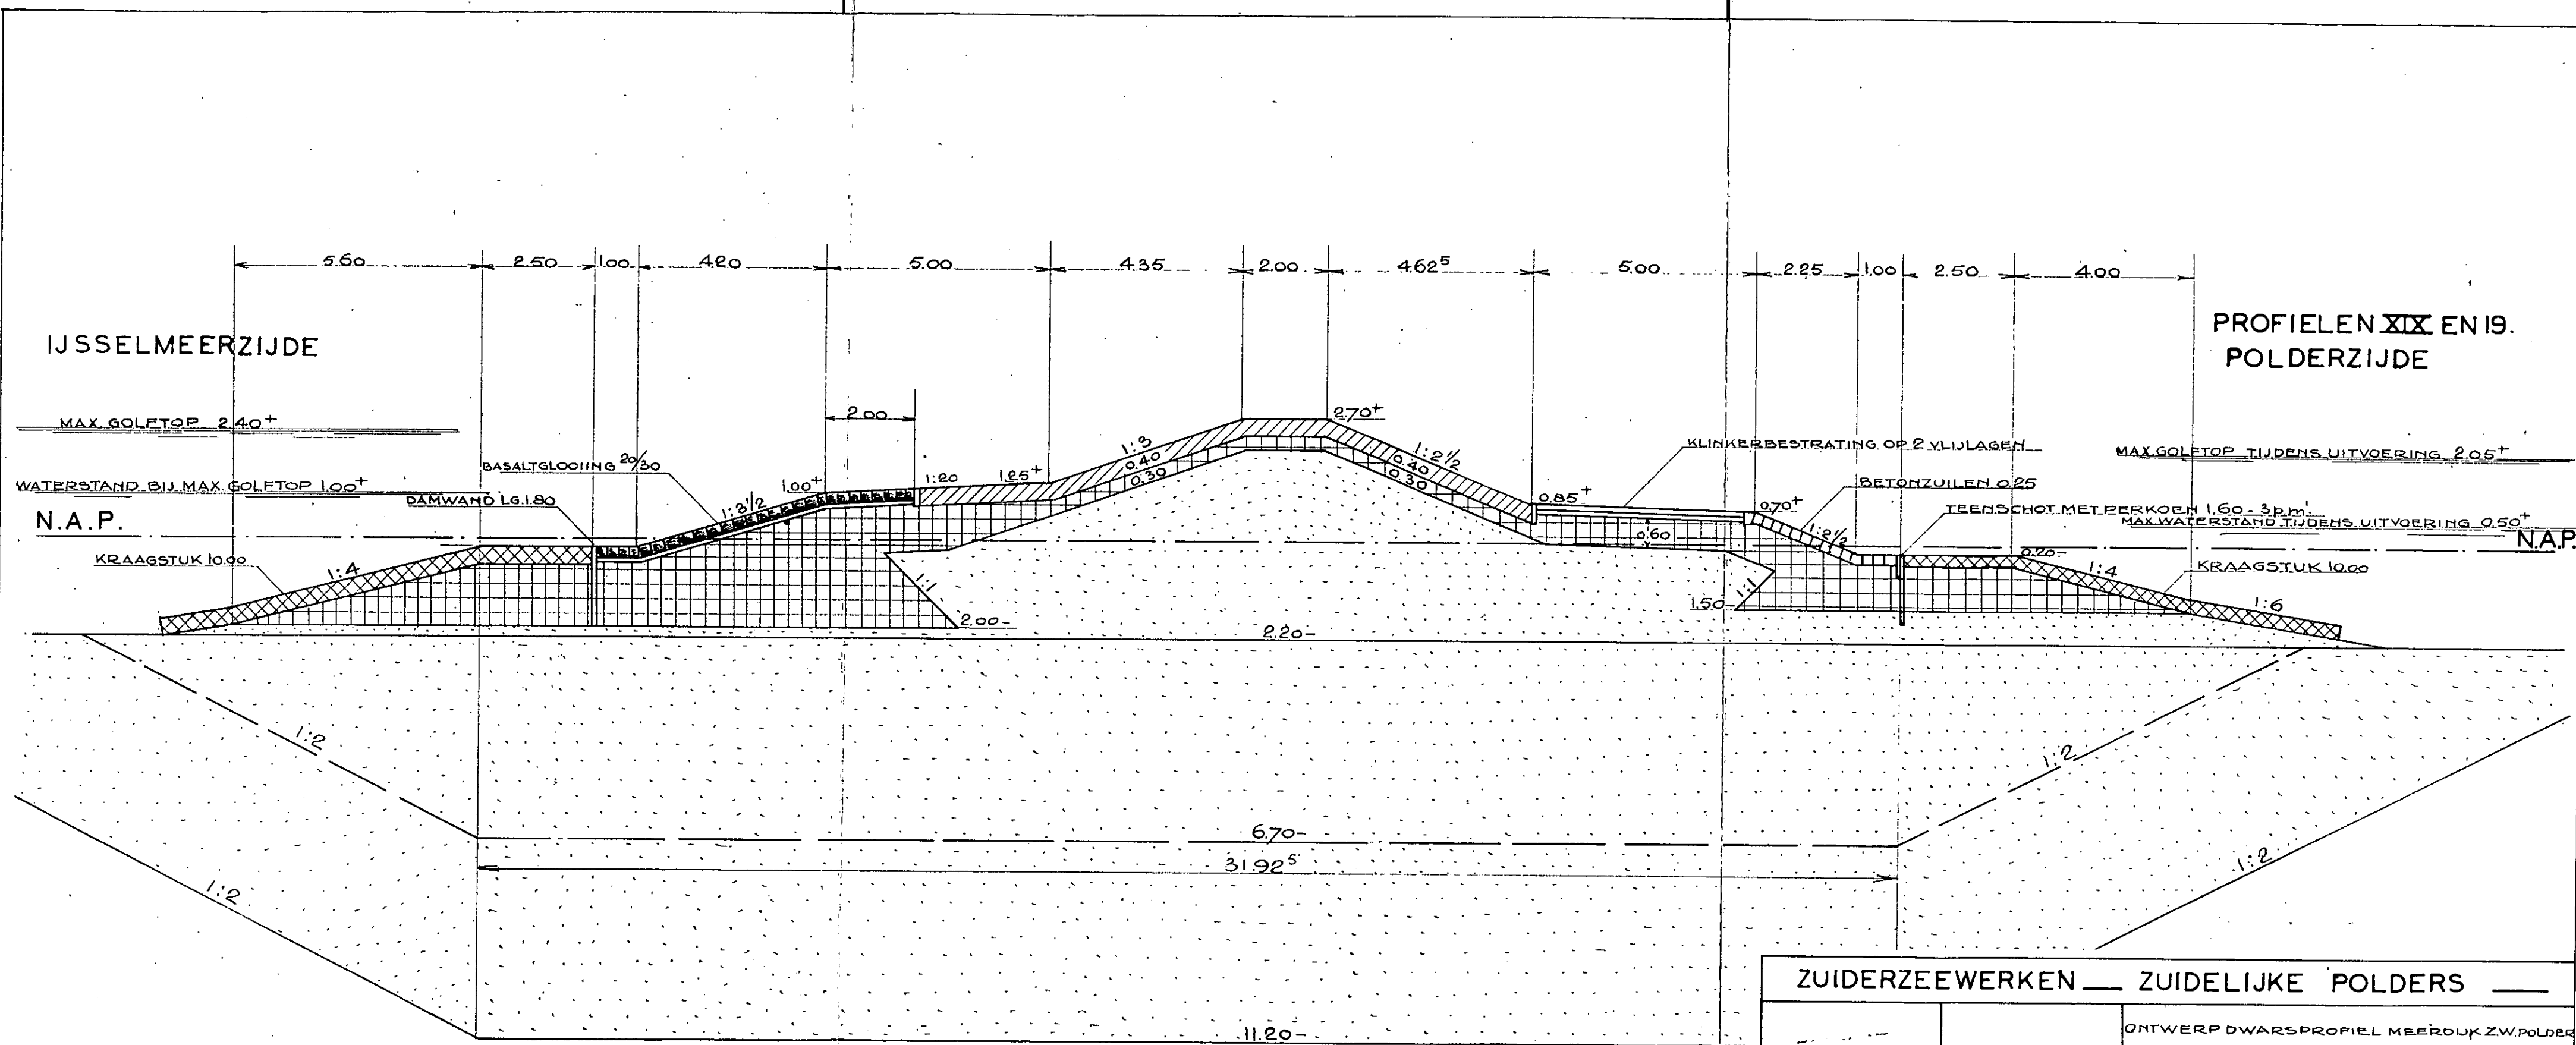 5.60 2.50 1.00 4.20 5.00 4.35 2.00 4.62⁵ 5.00 2.25 1.00 2.50 4.00
IJSSELMEERZIJDE
PROFIELEN XIX EN 19.
POLDERZIJDE
MAX. GOLFTOP 2.40+
2.00
2.70+
1:3
0.40
0.30
1:2½
0.40
0.30
KLINKERBESTRATING OP 2 VLIJLAGEN
MAX. GOLFTOP TIJDENS UITVOERING 2.05+
BASALTGLOOIING 20/30
WATERSTAND BIJ MAX. GOLFTOP 1.00+
1.00+
1:20
1.25+
DAMWAND LG. 1.80
1:3½
0.85+
0.70+
BETONZUILEN 0.25
TEENSCHOT MET PERKOEN 1.60 - 3 p.m'.
MAX. WATERSTAND TIJDENS UITVOERING 0.50+
N.A.P.
N.A.P.
0.60
1:2½
KRAAGSTUK 10.00
1:4
1:1
2.00-
1:1
1.50-
0.20-
1:4
KRAAGSTUK 10.00
1:6
2.20-
1:2
1:2
6.70-
31.92⁵
1:2
1:2
11.20-
ZUIDERZEEWERKEN — ZUIDELIJKE POLDERS —
ONTWERP DWARSPROFIEL MEERDIJK Z.W. POLDER